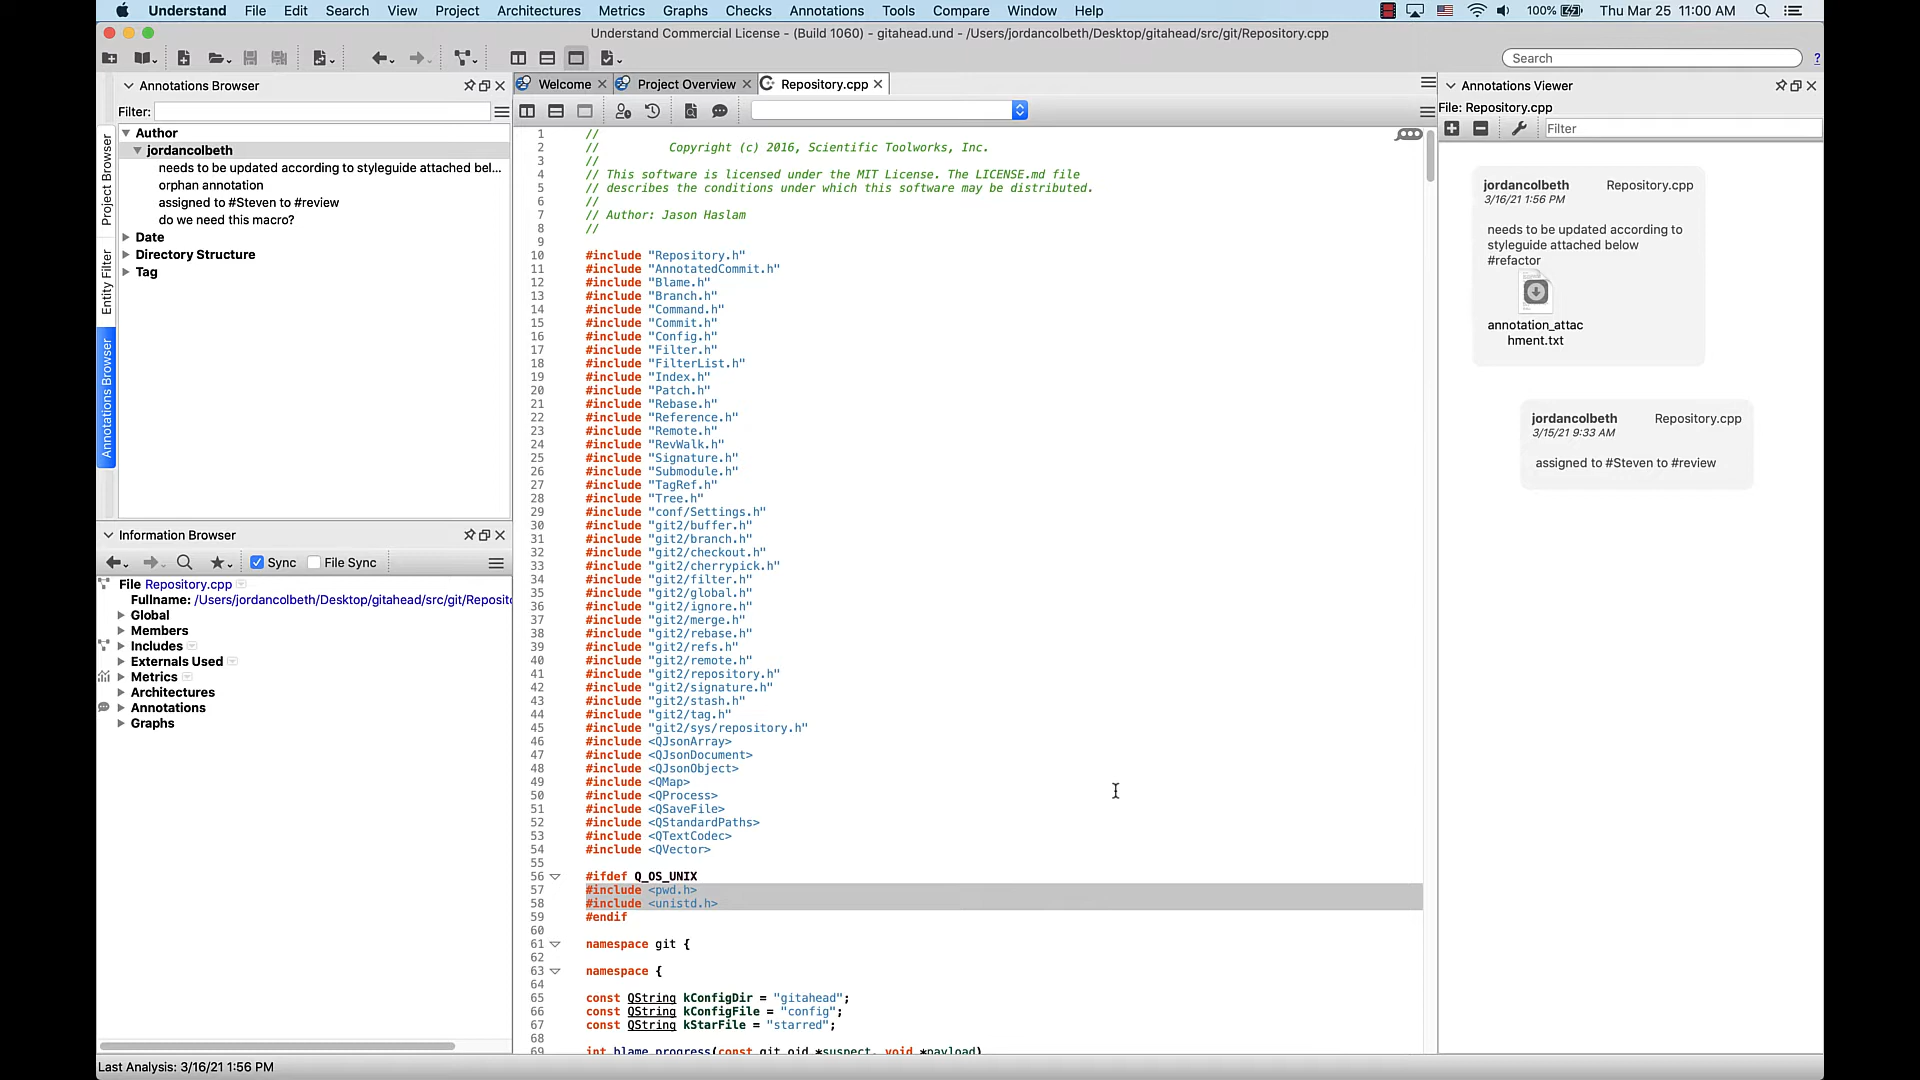 Understand File Edit Search View Project Architectures Metrics Graphs Checks Annotations Tools Compare Window Help 100% Thu Mar 25 11:00 AM
Understand Commercial License - (Build 1060) - gitahead.und - /Users/jordancolbeth/Desktop/gitahead/src/git/Repository.cpp
Search ?
Annotations Browser
Filter:
Author
jordancolbeth
needs to be updated according to styleguide attached bel...
orphan annotation
assigned to #Steven to #review
do we need this macro?
Date
Directory Structure
Tag
Project Browser
Entity Filter
Annotations Browser
Information Browser
Sync File Sync
File Repository.cpp
Fullname: /Users/jordancolbeth/Desktop/gitahead/src/git/Reposit
Global
Members
Includes
Externals Used
Metrics
Architectures
Annotations
Graphs
Welcome Project Overview Repository.cpp
1 //
2 // Copyright (c) 2016, Scientific Toolworks, Inc.
3 //
4 // This software is licensed under the MIT License. The LICENSE.md file
5 // describes the conditions under which this software may be distributed.
6 //
7 // Author: Jason Haslam
8 //
9
10 #include "Repository.h"
11 #include "AnnotatedCommit.h"
12 #include "Blame.h"
13 #include "Branch.h"
14 #include "Command.h"
15 #include "Commit.h"
16 #include "Config.h"
17 #include "Filter.h"
18 #include "FilterList.h"
19 #include "Index.h"
20 #include "Patch.h"
21 #include "Rebase.h"
22 #include "Reference.h"
23 #include "Remote.h"
24 #include "RevWalk.h"
25 #include "Signature.h"
26 #include "Submodule.h"
27 #include "TagRef.h"
28 #include "Tree.h"
29 #include "conf/Settings.h"
30 #include "git2/buffer.h"
31 #include "git2/branch.h"
32 #include "git2/checkout.h"
33 #include "git2/cherrypick.h"
34 #include "git2/filter.h"
35 #include "git2/global.h"
36 #include "git2/ignore.h"
37 #include "git2/merge.h"
38 #include "git2/rebase.h"
39 #include "git2/refs.h"
40 #include "git2/remote.h"
41 #include "git2/repository.h"
42 #include "git2/signature.h"
43 #include "git2/stash.h"
44 #include "git2/tag.h"
45 #include "git2/sys/repository.h"
46 #include <QJsonArray>
47 #include <QJsonDocument>
48 #include <QJsonObject>
49 #include <QMap>
50 #include <QProcess>
51 #include <QSaveFile>
52 #include <QStandardPaths>
53 #include <QTextCodec>
54 #include <QVector>
55
56 #ifdef Q_OS_UNIX
57 #include <pwd.h>
58 #include <unistd.h>
59 #endif
60
61 namespace git {
62
63 namespace {
64
65 const QString kConfigDir = "gitahead";
66 const QString kConfigFile = "config";
67 const QString kStarFile = "starred";
68
69 int blame_progress(const git_oid *suspect, void *payload)
Annotations Viewer
File: Repository.cpp
Filter
jordancolbeth Repository.cpp
3/16/21 1:56 PM
needs to be updated according to
styleguide attached below
#refactor
annotation_attac
hment.txt
jordancolbeth Repository.cpp
3/15/21 9:33 AM
assigned to #Steven to #review
Last Analysis: 3/16/21 1:56 PM